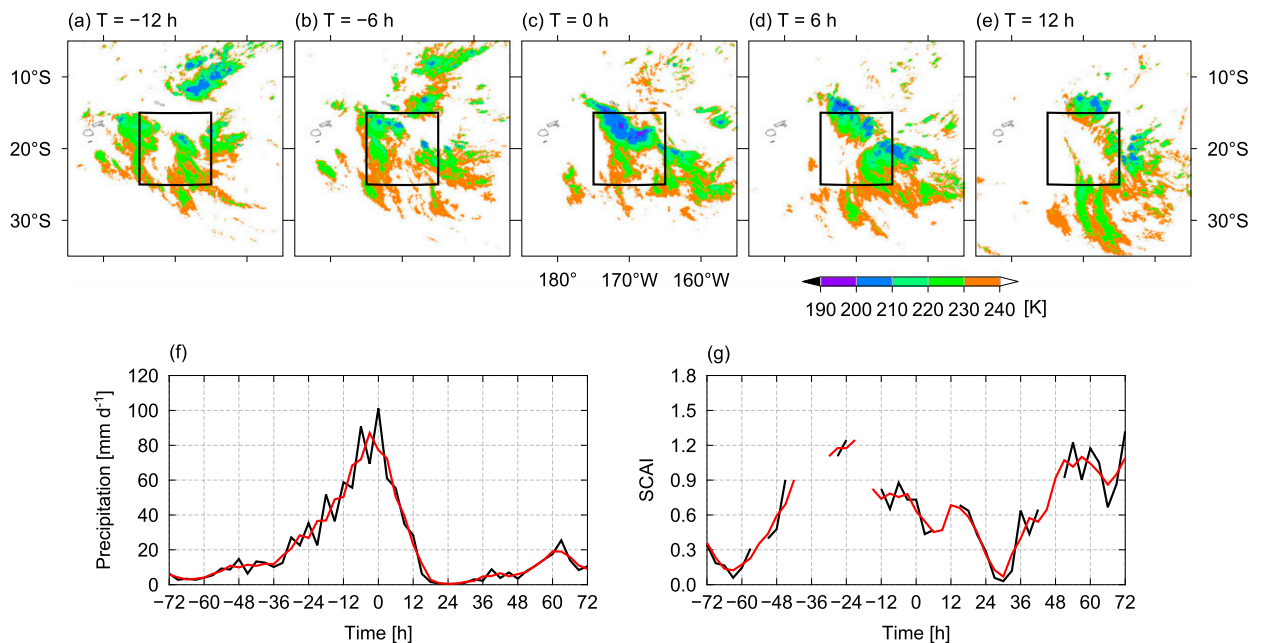 (a) T = −12 h (b) T = −6 h (c) T = 0 h (d) T = 6 h (e) T = 12 h
10°S 10°S
20°S 20°S
30°S 30°S
180° 170°W 160°W
190 200 210 220 230 240 [K]
(f) (g)
120 1.8
100 1.5
80 1.2
60 0.9
40 0.6
20 0.3
0 0.0
Precipitation [mm d⁻¹] SCAI
−72 −60 −48 −36 −24 −12 0 12 24 36 48 60 72 −72 −60 −48 −36 −24 −12 0 12 24 36 48 60 72
Time [h] Time [h]